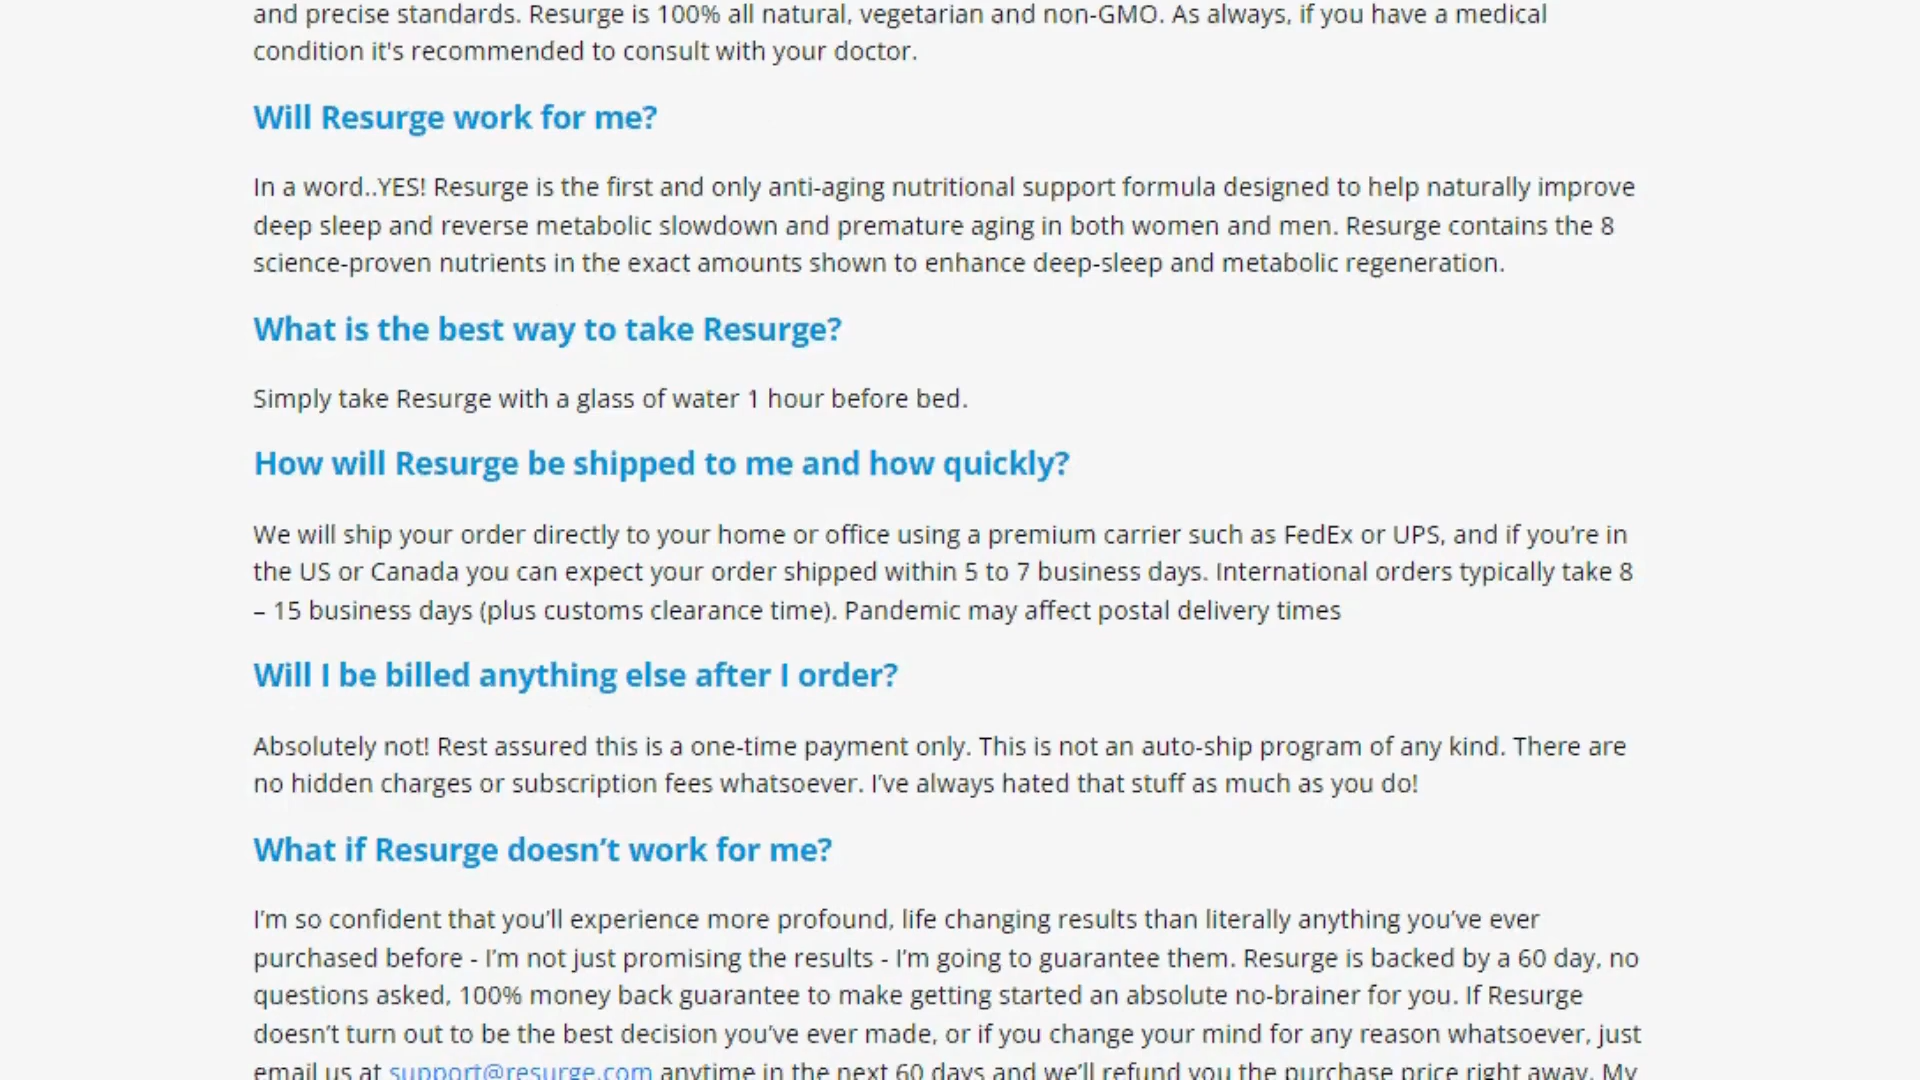 and precise standards. Resurge is 100% all natural, vegetarian and non-GMO. As always, if you have a medical
condition it's recommended to consult with your doctor.
Will Resurge work for me?
In a word..YES! Resurge is the first and only anti-aging nutritional support formula designed to help naturally improve
deep sleep and reverse metabolic slowdown and premature aging in both women and men. Resurge contains the 8
science-proven nutrients in the exact amounts shown to enhance deep-sleep and metabolic regeneration.
What is the best way to take Resurge?
Simply take Resurge with a glass of water 1 hour before bed.
How will Resurge be shipped to me and how quickly?
We will ship your order directly to your home or office using a premium carrier such as FedEx or UPS, and if you’re in
the US or Canada you can expect your order shipped within 5 to 7 business days. International orders typically take 8
– 15 business days (plus customs clearance time). Pandemic may affect postal delivery times
Will I be billed anything else after I order?
Absolutely not! Rest assured this is a one-time payment only. This is not an auto-ship program of any kind. There are
no hidden charges or subscription fees whatsoever. I’ve always hated that stuff as much as you do!
What if Resurge doesn’t work for me?
I’m so confident that you’ll experience more profound, life changing results than literally anything you’ve ever
purchased before - I’m not just promising the results - I’m going to guarantee them. Resurge is backed by a 60 day, no
questions asked, 100% money back guarantee to make getting started an absolute no-brainer for you. If Resurge
doesn’t turn out to be the best decision you’ve ever made, or if you change your mind for any reason whatsoever, just
email us at support@resurge.com anytime in the next 60 days and we’ll refund you the purchase price right away. My